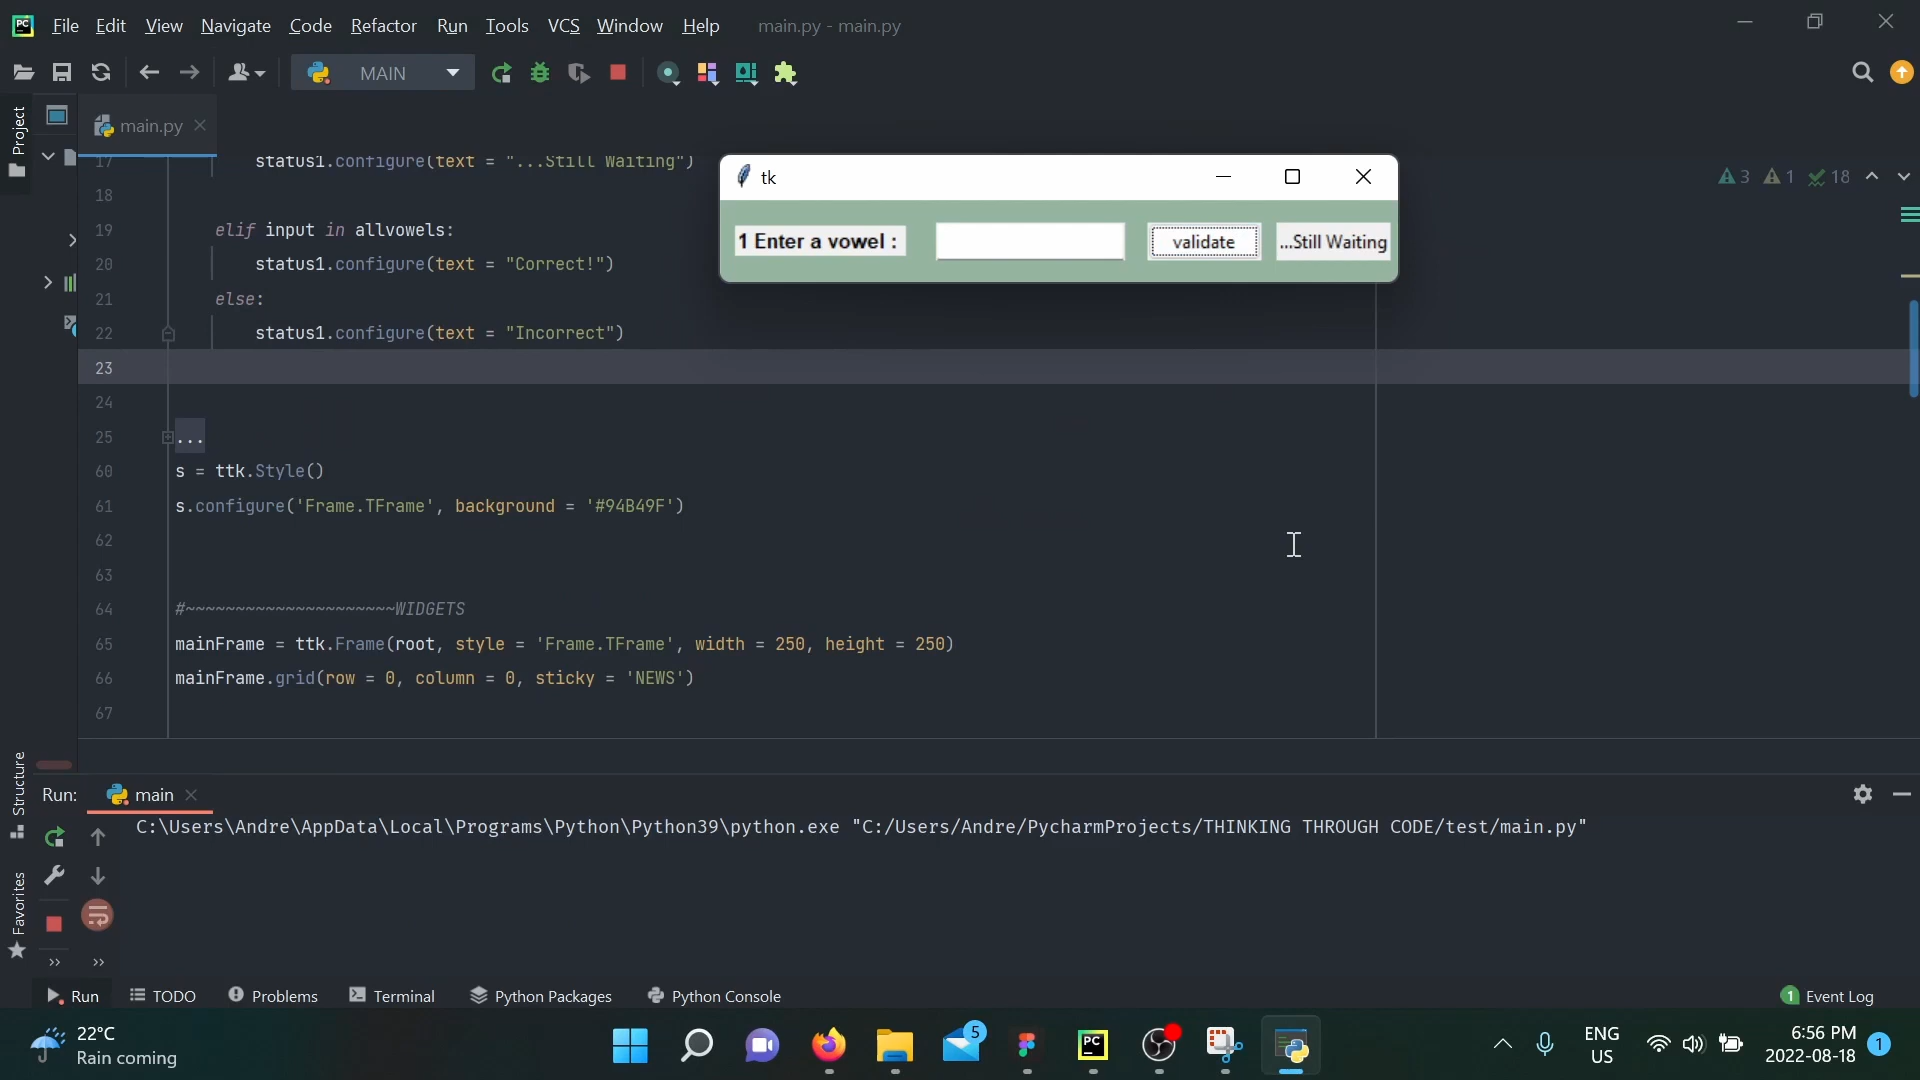 PC File Edit View Navigate Code Refactor Run Tools VCS Window Help main.py - main.py
MAIN
Project
main.py
3 1 18
17 status1.configure(text = "...Still Waiting")
18
19 elif input in allvowels:
20 status1.configure(text = "Correct!")
21 else:
22 status1.configure(text = "Incorrect")
23
24
25 ...
60 s = ttk.Style()
61 s.configure('Frame.TFrame', background = '#94B49F')
62
63
64 #~~~~~~~~~~~~~~~~~~~~~WIDGETS
65 mainFrame = ttk.Frame(root, style = 'Frame.TFrame', width = 250, height = 250)
66 mainFrame.grid(row = 0, column = 0, sticky = 'NEWS')
67
tk
1 Enter a vowel : validate ...Still Waiting
Structure
Favorites
Run: main
C:\Users\Andre\AppData\Local\Programs\Python\Python39\python.exe "C:/Users/Andre/PycharmProjects/THINKING THROUGH CODE/test/main.py"
Run TODO Problems Terminal Python Packages Python Console 1 Event Log
22°C
Rain coming
5
PC
ENG
US
6:56 PM
2022-08-18
1